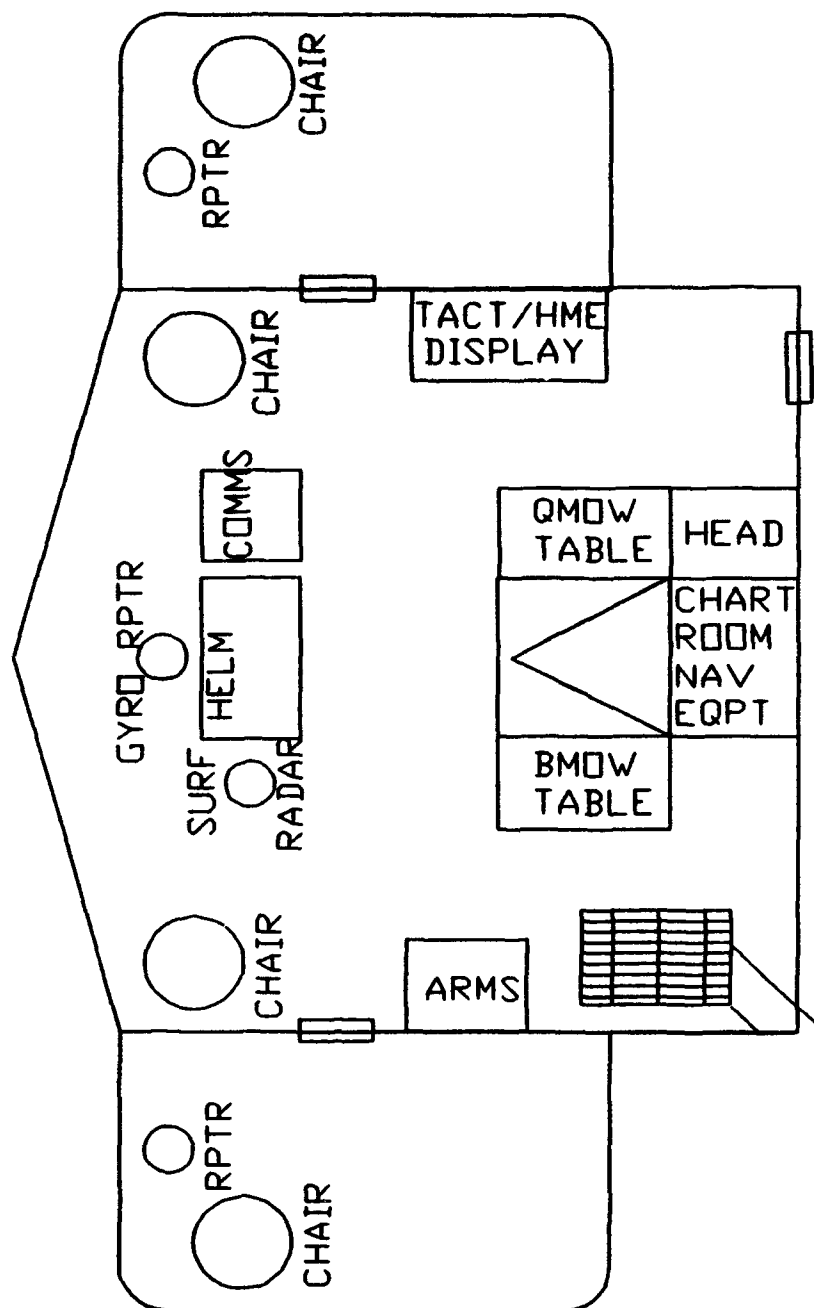 CHAIR
RPTR
CHAIR
TACT/HME
DISPLAY
COMMS
GYRO RPTR
HELM
SURF
RADAR
QMOW
TABLE
HEAD
CHART
ROOM
NAV
EQPT
BMOW
TABLE
CHAIR
ARMS
RPTR
CHAIR